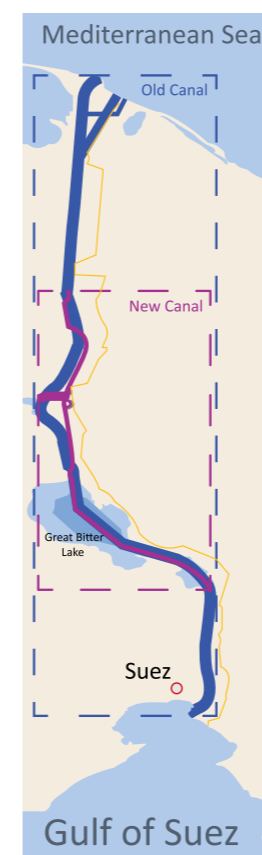 Mediterranean Sea
Old Canal
New Canal
Great Bitter
Lake
Suez
Gulf of Suez